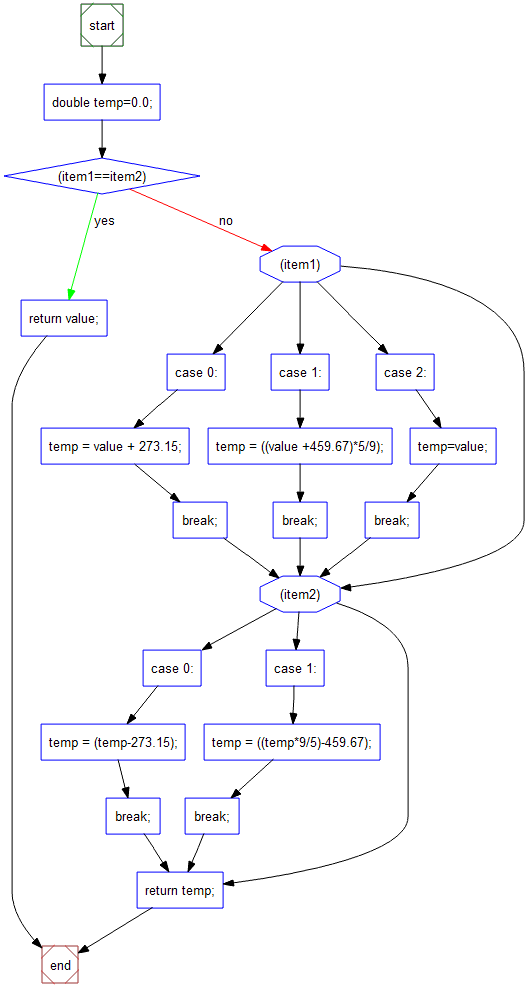 start
double temp=0.0;
(item1==item2)
yes
no
(item1)
return value;
case 0:
case 1:
case 2:
temp = value + 273.15;
temp = ((value +459.67)*5/9);
temp=value;
break;
break;
break;
(item2)
case 0:
case 1:
temp = (temp-273.15);
temp = ((temp*9/5)-459.67);
break;
break;
return temp;
end